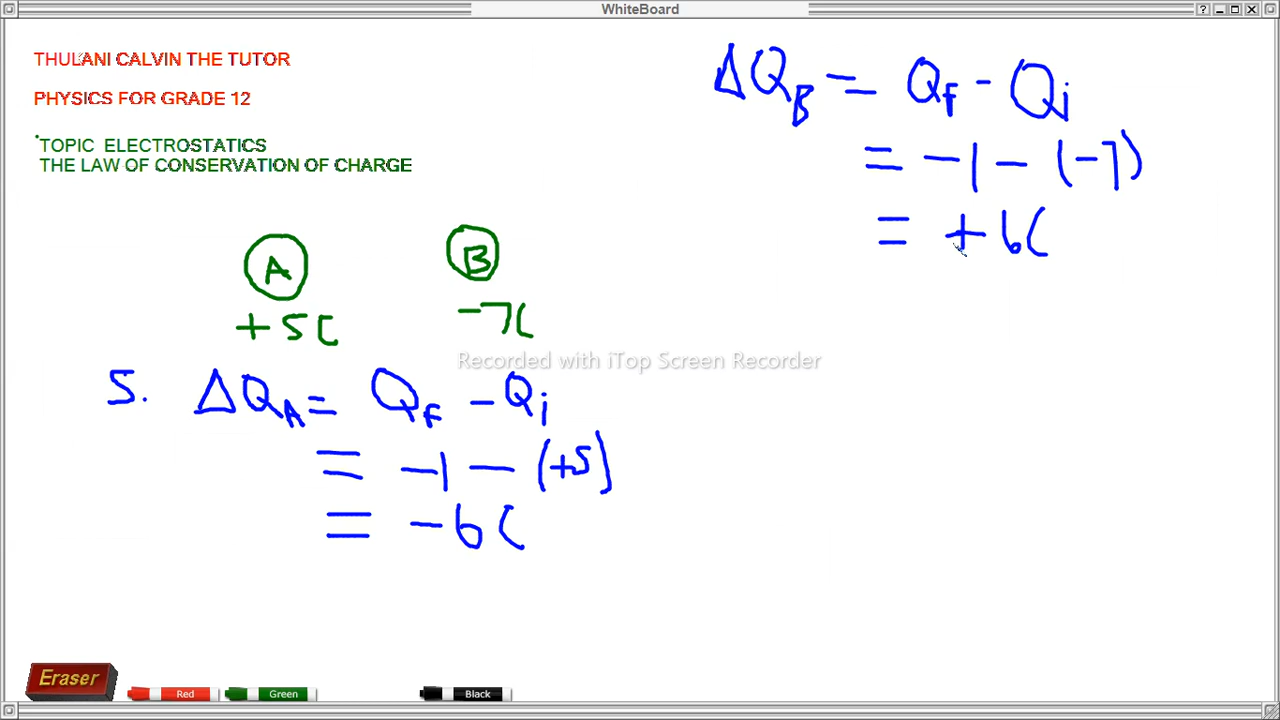 WhiteBoard
THULANI CALVIN THE TUTOR
PHYSICS FOR GRADE 12
TOPIC ELECTROSTATICS
THE LAW OF CONSERVATION OF CHARGE
A
+5C
B
-7C
5. ΔQA = QF - Qi
= -1 - (+5)
= -6C
ΔQB = QF - Qi
= -1 - (-7)
= +6C
Recorded with iTop Screen Recorder
Eraser
Red
Green
Black